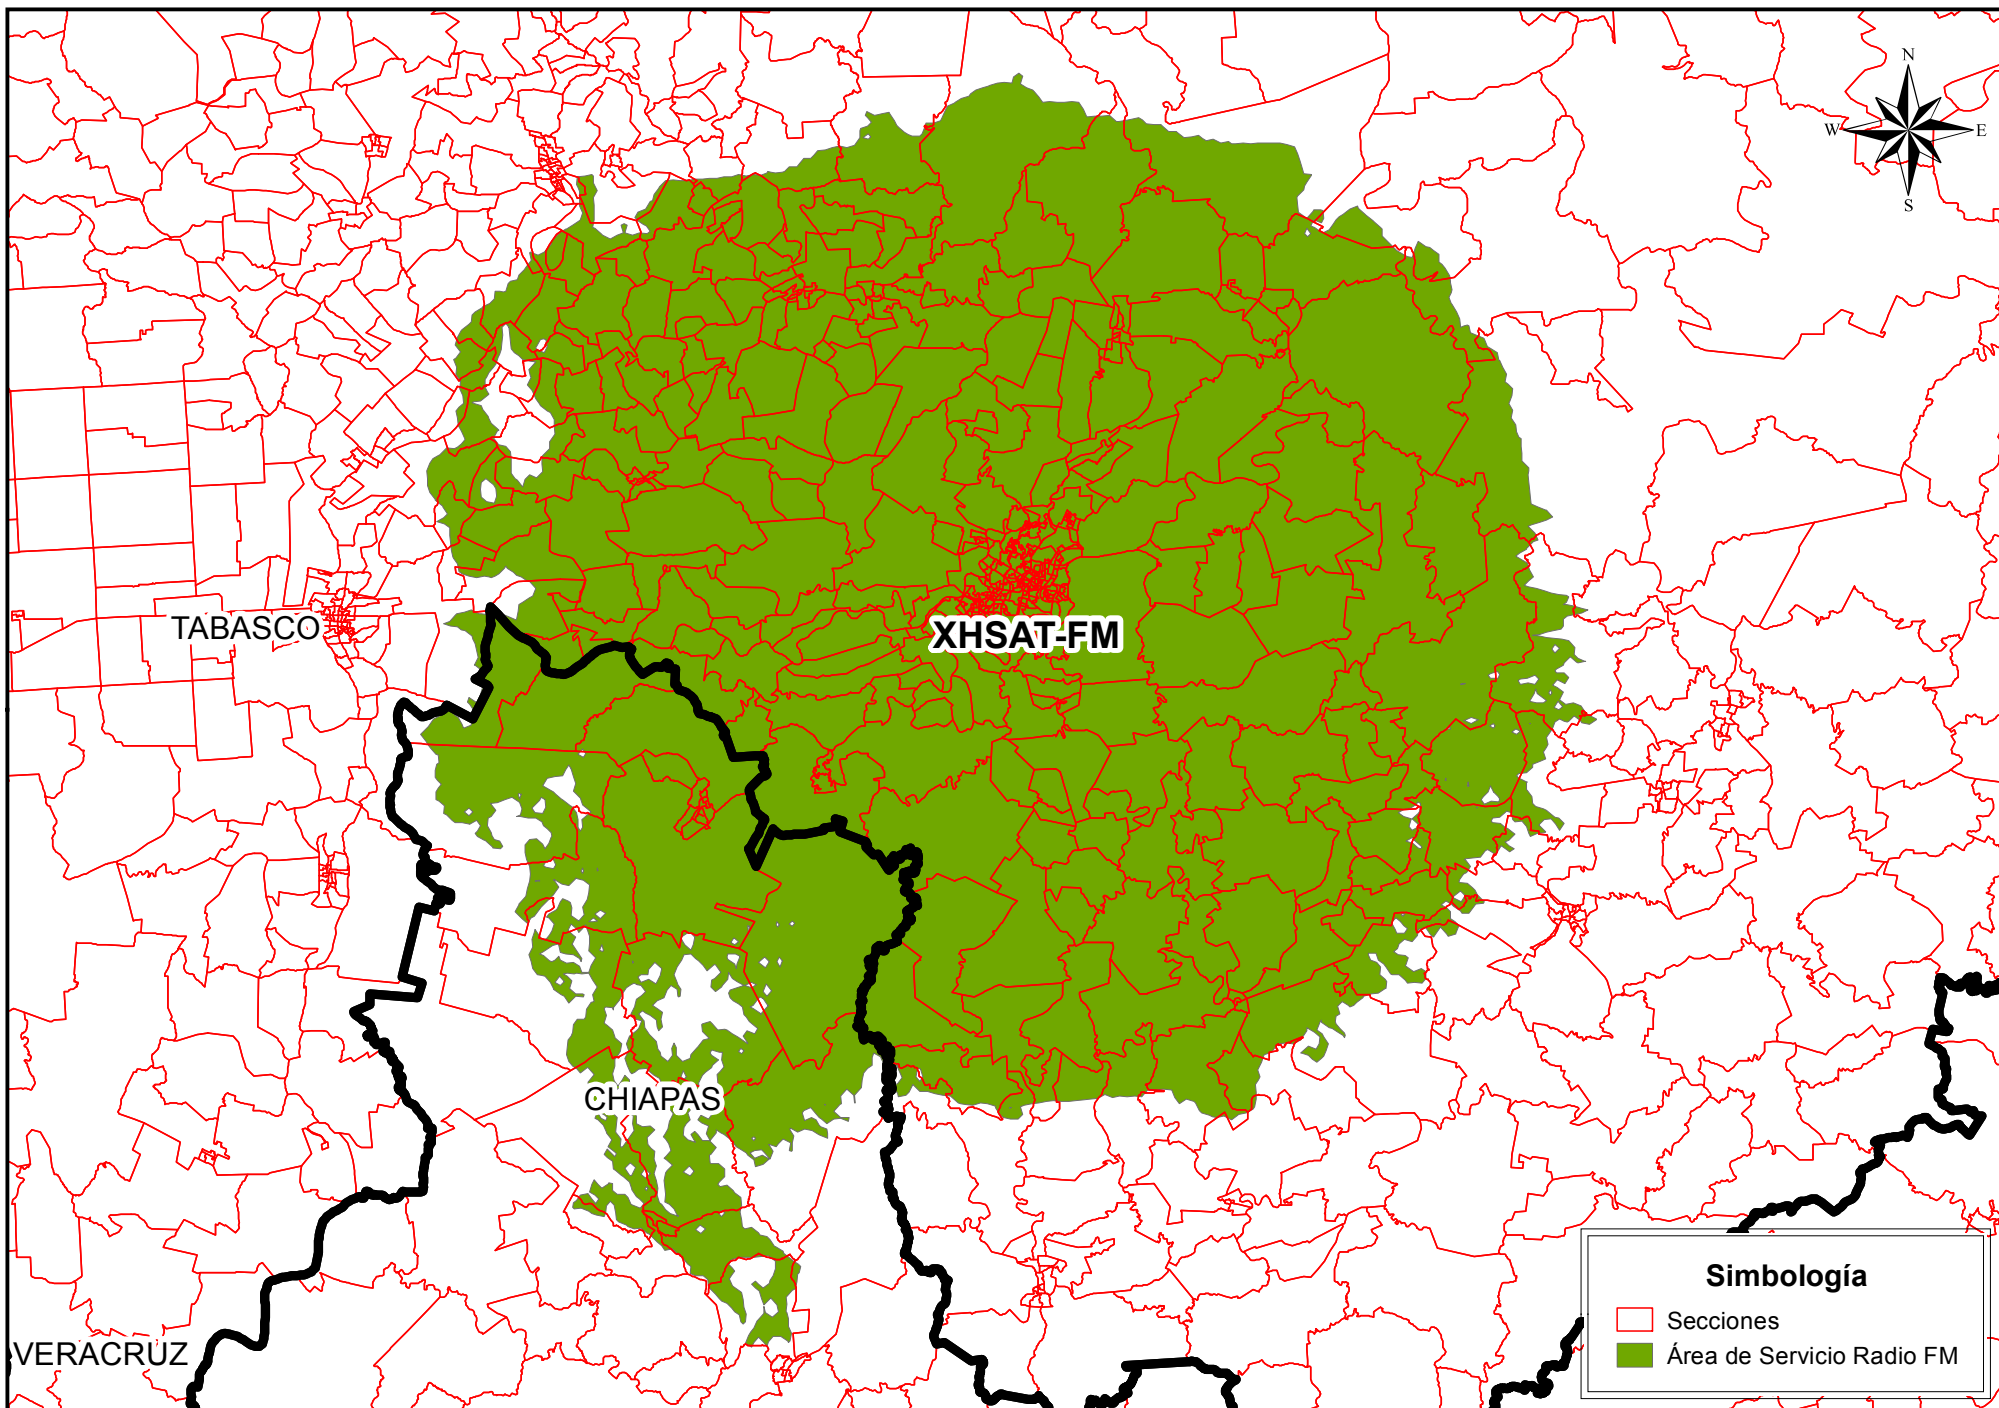 N
W E
S
TABASCO
XHSAT-FM
CHIAPAS
VERACRUZ
Simbología
Secciones
Área de Servicio Radio FM